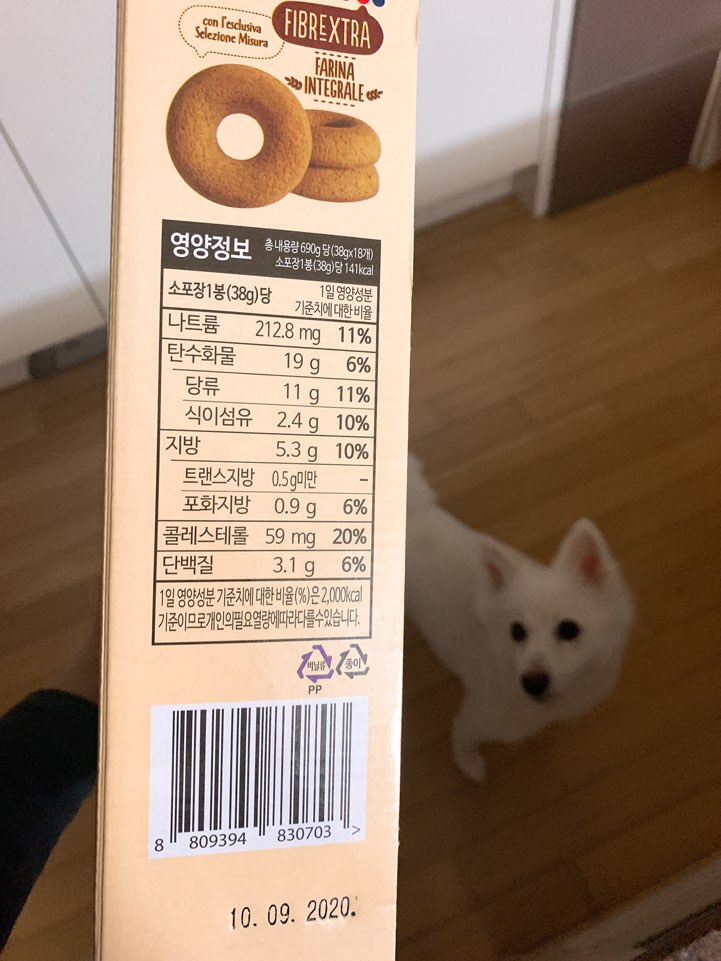 con l'esclusiva
Selezione Misura
FIBREXTRA
FARINA
INTEGRALE
영양정보
총 내용량 690g 당(38gx18개)
소포장1봉(38g)당 141kcal
소포장1봉(38g)당
1일 영양성분
기준치에 대한 비율
나트륨 212.8 mg 11%
탄수화물 19 g 6%
당류 11 g 11%
식이섬유 2.4 g 10%
지방 5.3 g 10%
트랜스지방 0.5g미만 –
포화지방 0.9 g 6%
콜레스테롤 59 mg 20%
단백질 3.1 g 6%
1일 영양성분 기준치에 대한 비율(%)은 2,000kcal
기준이므로개인의필요열량에따라다를수있습니다.
비닐류 종이
PP
8 809394 830703 >
10. 09. 2020.